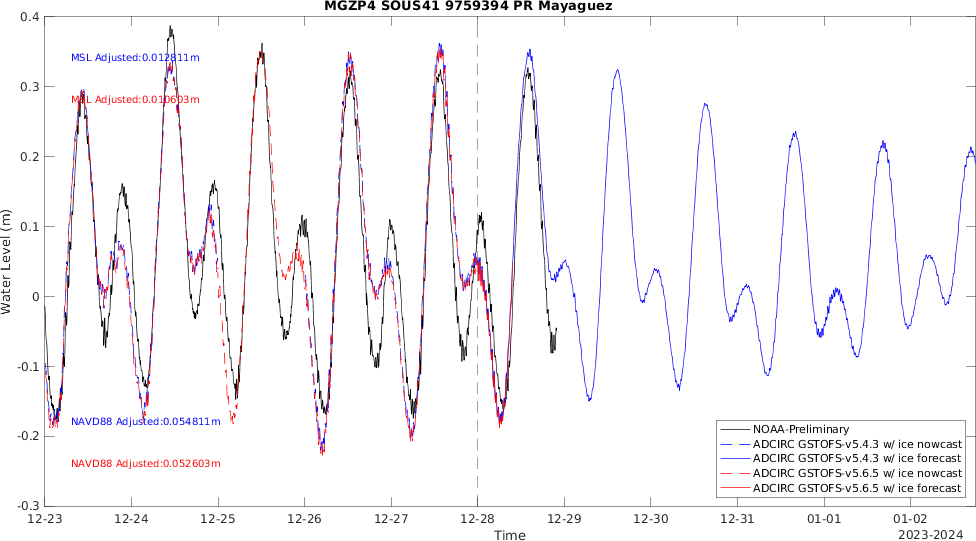 MGZP4 SOUS41 9759394 PR Mayaguez
0.4
0.3
0.2
0.1
0
-0.1
-0.2
-0.3
Water Level (m)
MSL Adjusted:0.012811m
MSL Adjusted:0.010603m
NAVD88 Adjusted:0.054811m
NAVD88 Adjusted:0.052603m
NOAA-Preliminary
ADCIRC GSTOFS-v5.4.3 w/ ice nowcast
ADCIRC GSTOFS-v5.4.3 w/ ice forecast
ADCIRC GSTOFS-v5.6.5 w/ ice nowcast
ADCIRC GSTOFS-v5.6.5 w/ ice forecast
12-23 12-24 12-25 12-26 12-27 12-28 12-29 12-30 12-31 01-01 01-02
Time
2023-2024